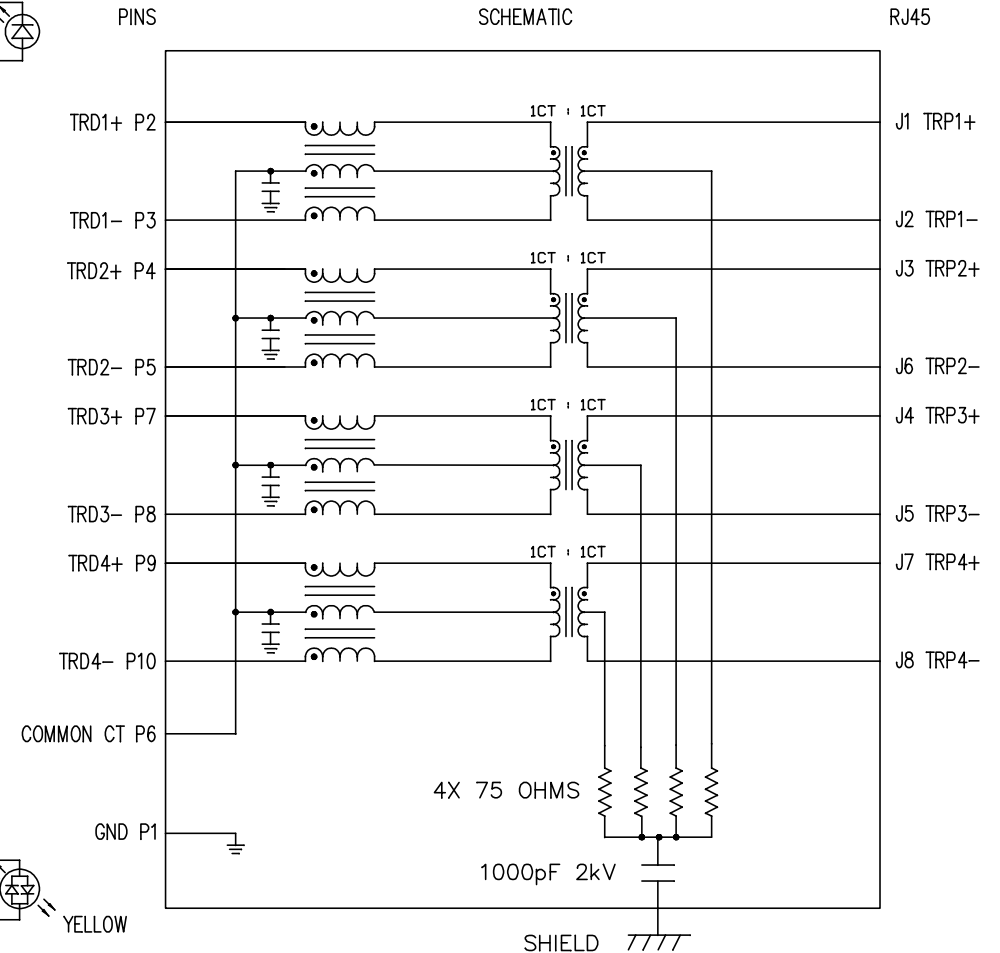 PINS SCHEMATIC RJ45
1CT : 1CT
TRD1+ P2 J1 TRP1+
TRD1- P3 J2 TRP1-
1CT : 1CT
TRD2+ P4 J3 TRP2+
TRD2- P5 J6 TRP2-
1CT : 1CT
TRD3+ P7 J4 TRP3+
TRD3- P8 J5 TRP3-
1CT : 1CT
TRD4+ P9 J7 TRP4+
TRD4- P10 J8 TRP4-
COMMON CT P6
4X 75 OHMS
GND P1
1000pF 2kV
YELLOW
SHIELD